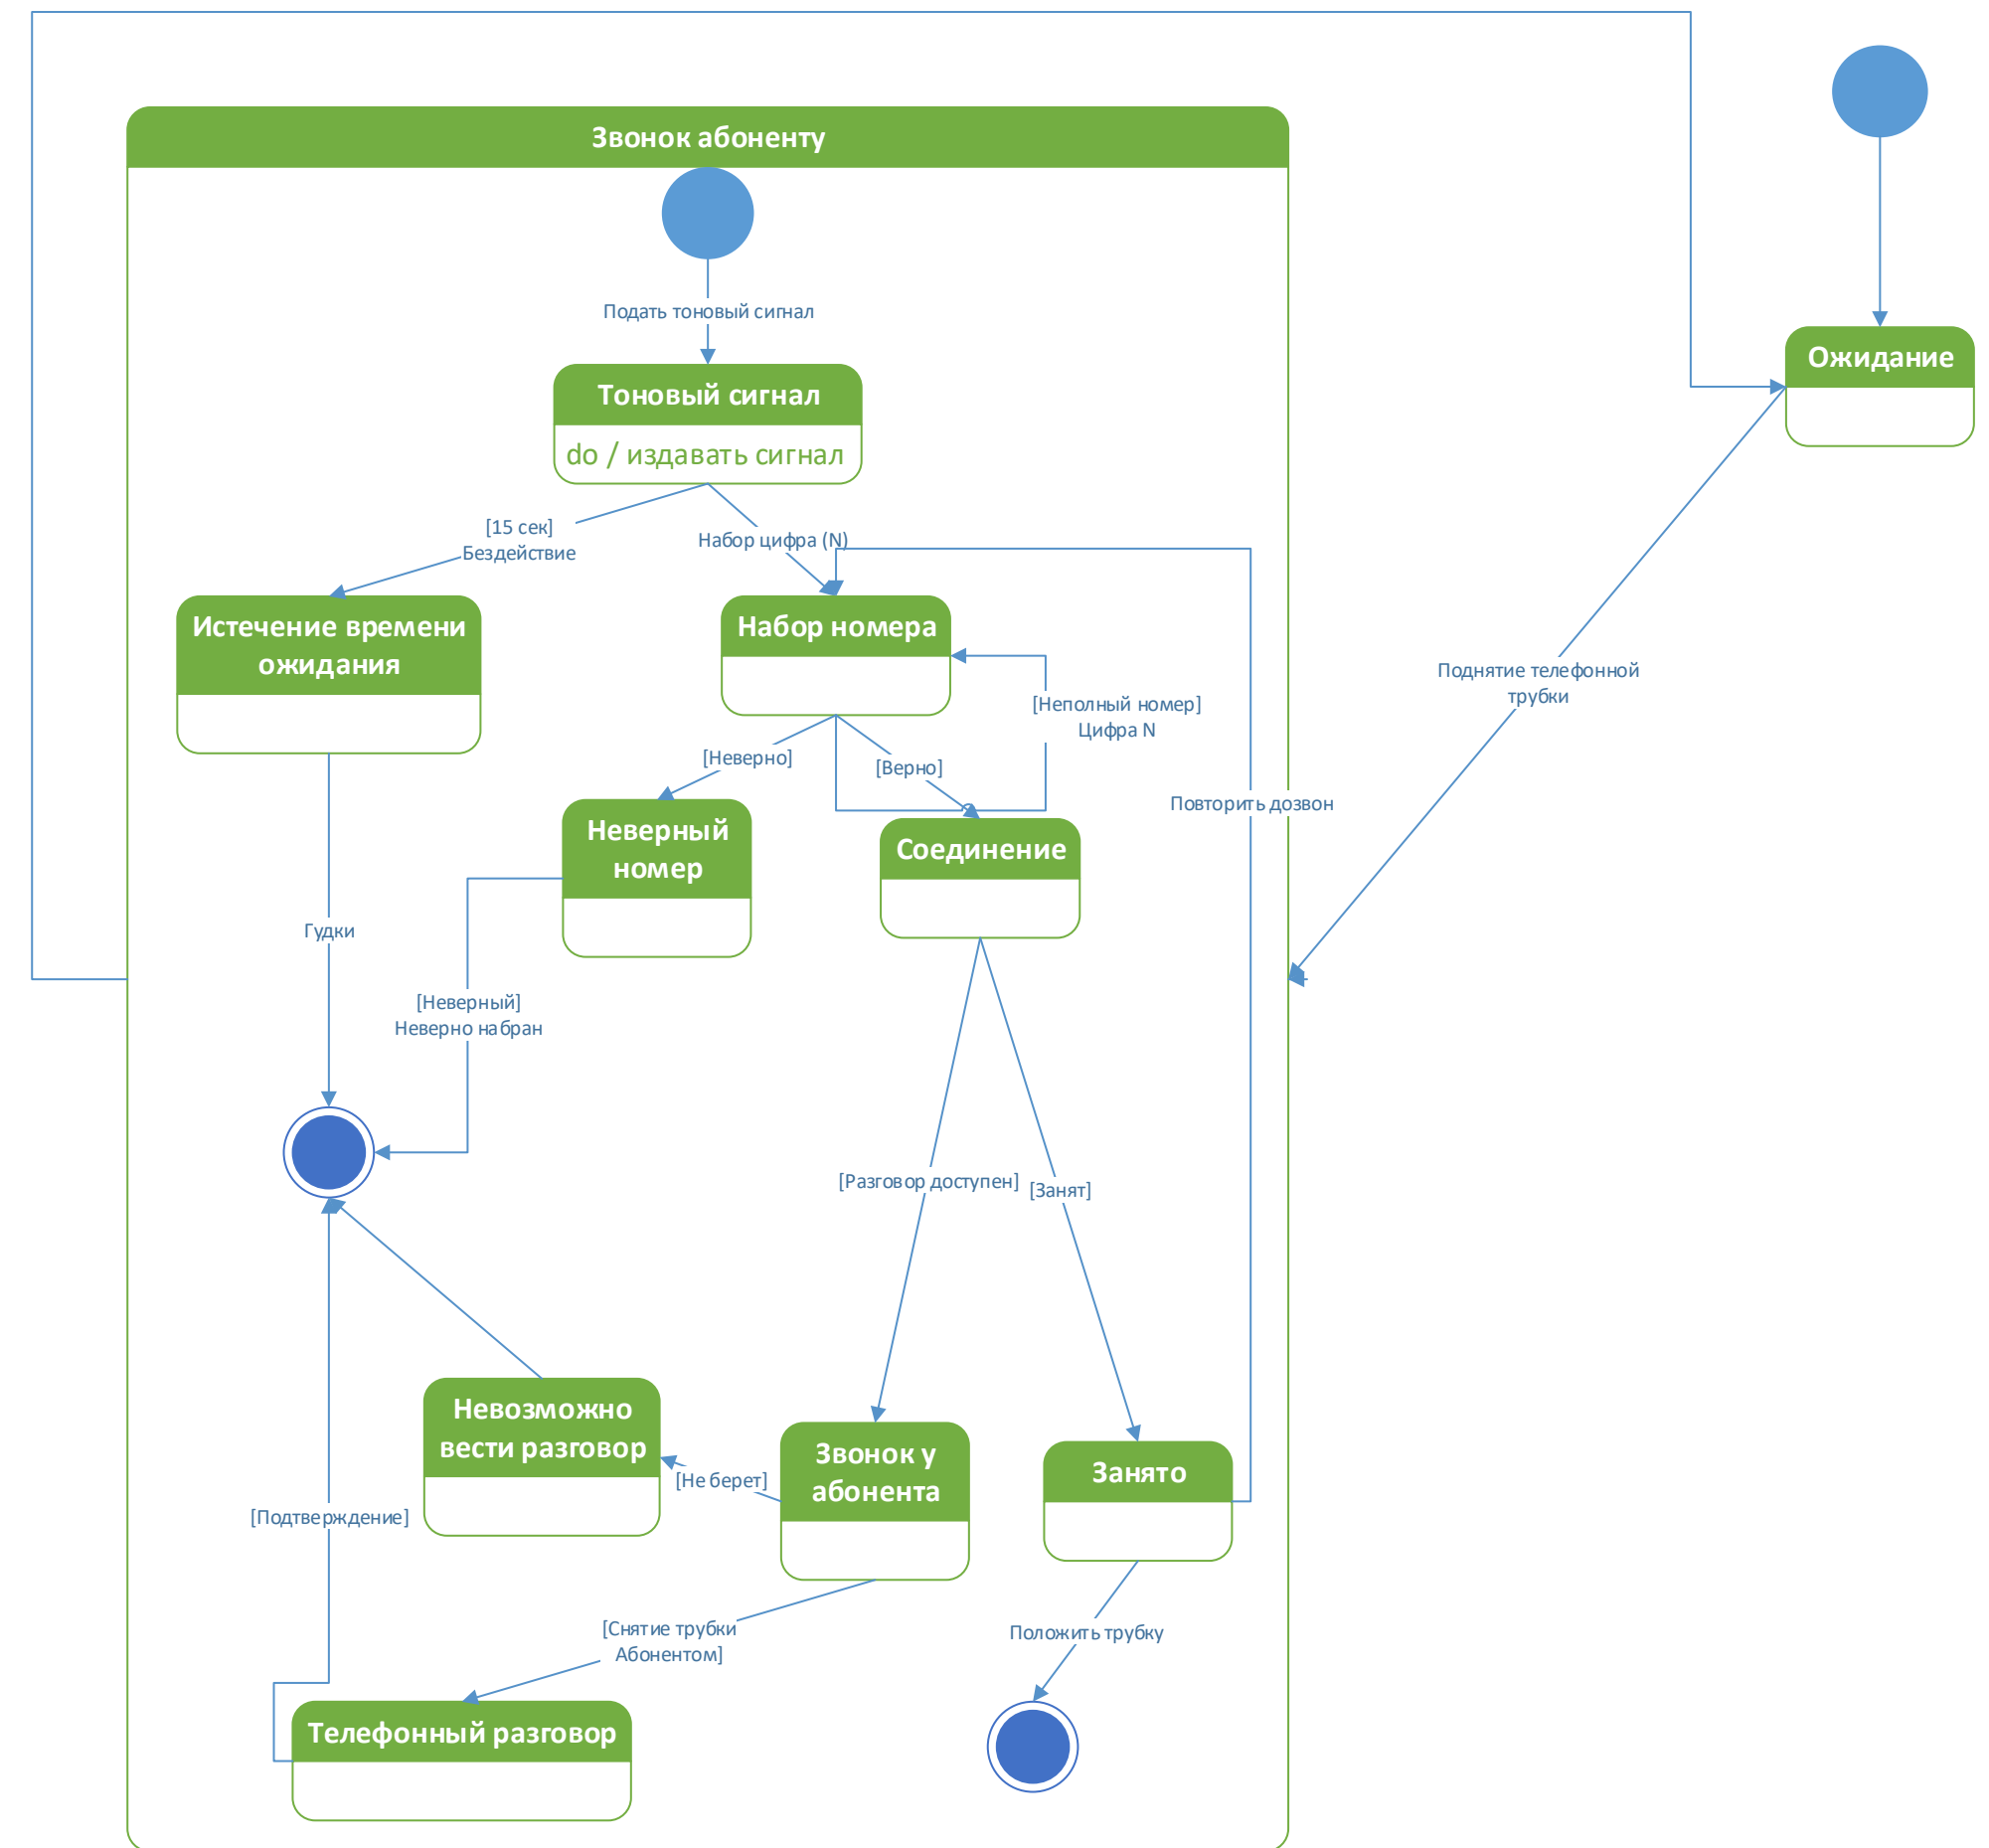 Звонок абоненту
Подать тоновый сигнал
Ожидание
Тоновый сигнал
do / издавать сигнал
[15 сек]
Бездействие
Набор цифра (N)
Истечение времени
ожидания
Набор номера
Поднятие телефонной
трубки
[Неполный номер]
Цифра N
[Неверно]
[Верно]
Повторить дозвон
Неверный
номер
Соединение
Гудки
[Неверный]
Неверно набран
[Разговор доступен]
[Занят]
Невозможно
вести разговор
Звонок у
абонента
Занято
[Не берет]
[Подтверждение]
[Снятие трубки
Абонентом]
Положить трубку
Телефонный разговор